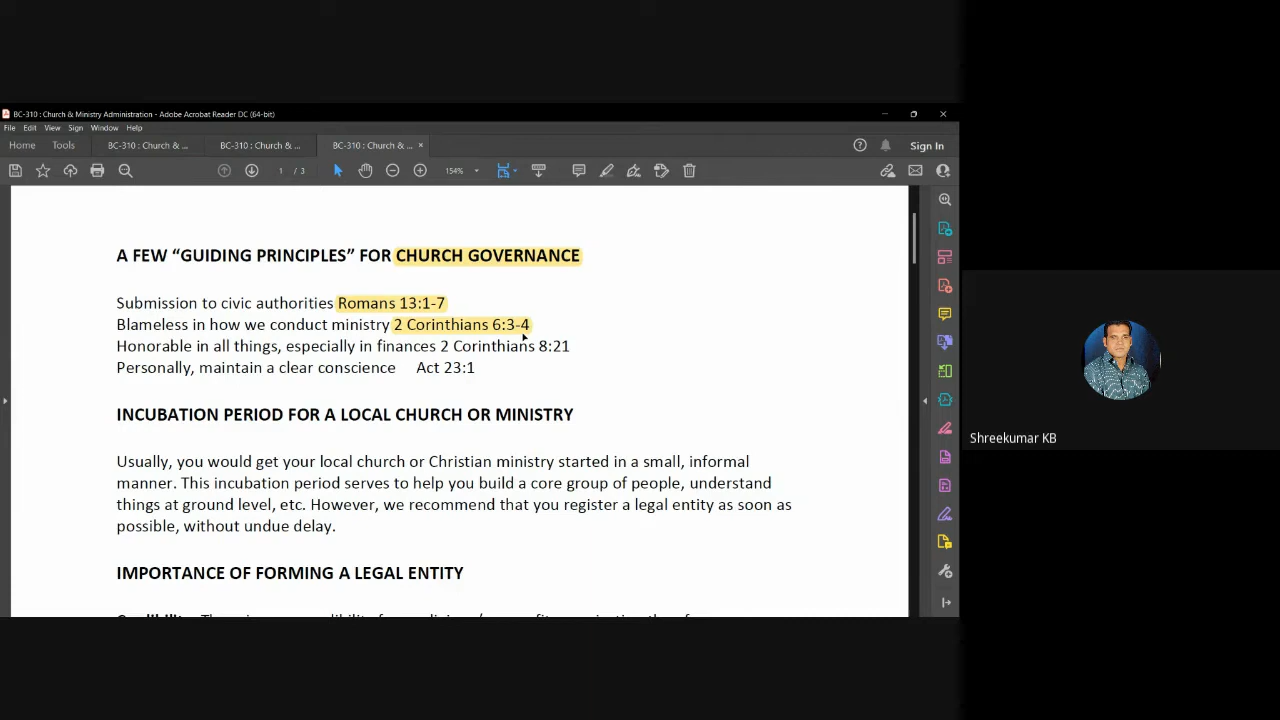 BC-310 : Church & Ministry Administration - Adobe Acrobat Reader DC (64-bit)
File Edit View Sign Window Help
Home Tools BC-310 : Church & ... BC-310 : Church & ... BC-310 : Church & ... × Sign In
1 / 3 154%
A FEW “GUIDING PRINCIPLES” FOR CHURCH GOVERNANCE
Submission to civic authorities Romans 13:1-7
Blameless in how we conduct ministry 2 Corinthians 6:3-4
Honorable in all things, especially in finances 2 Corinthians 8:21
Personally, maintain a clear conscience Act 23:1
INCUBATION PERIOD FOR A LOCAL CHURCH OR MINISTRY
Usually, you would get your local church or Christian ministry started in a small, informal
manner. This incubation period serves to help you build a core group of people, understand
things at ground level, etc. However, we recommend that you register a legal entity as soon as
possible, without undue delay.
IMPORTANCE OF FORMING A LEGAL ENTITY
Shreekumar KB